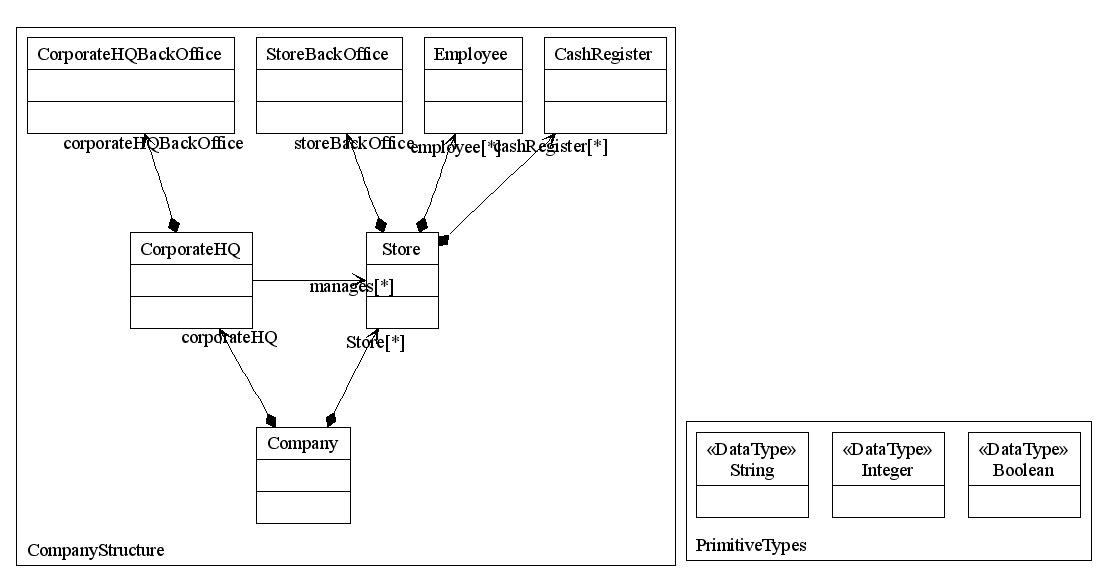 CorporateHQBackOffice
StoreBackOffice
Employee
CashRegister
corporateHQBackOffice
storeBackOffice
employee[*]
cashRegister[*]
CorporateHQ
Store
manages[*]
corporateHQ
Store[*]
Company
CompanyStructure
«DataType»
String
«DataType»
Integer
«DataType»
Boolean
PrimitiveTypes